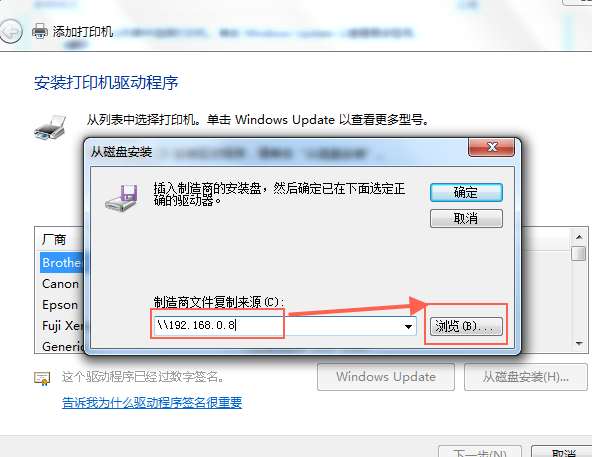 添加打印机
安装打印机驱动程序
从列表中选择打印机。单击 Windows Update 以查看更多型号。
从磁盘安装
插入制造商的安装盘，然后确定已在下面选定正
确的驱动器。
确定
取消
厂商
Brothe
Canon
Epson
Fuji Xe
Generic
制造商文件复制来源(C):
\\192.168.0.8
浏览(B)...
这个驱动程序已经过数字签名。
Windows Update
从磁盘安装(H)...
告诉我为什么驱动程序签名很重要
下一步(N)
取消